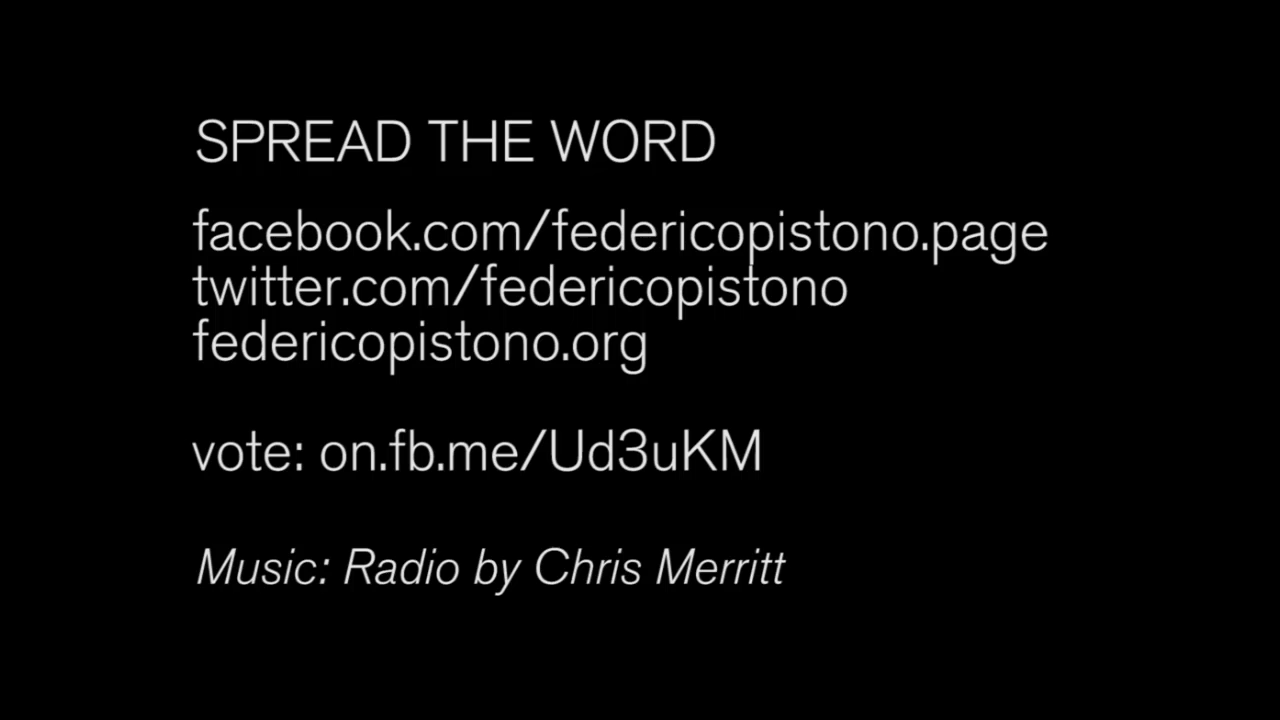 SPREAD THE WORD
facebook.com/federicopistono.page
twitter.com/federicopistono
federicopistono.org
vote: on.fb.me/Ud3uKM
Music: Radio by Chris Merritt